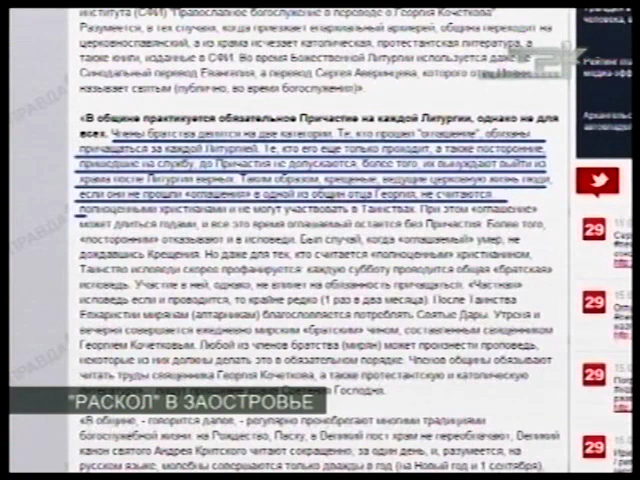 института (СФИ) "Православное богослужение в переводе о Георгия Кочеткова"
Разумеется, в тех случаях, когда приезжает епархиальный архиерей, община переходит на
церковнославянский, а из храма исчезает католическая, протестантская литература, а
также книги, изданные в СФИ. Во время Божественной Литургии используется даже не
Синодальный перевод Евангелия, а перевод Сергея Аверинцева, которого отец Иоанн
называет святым (публично, во время богослужения)».
«В общине практикуется обязательное Причастие на каждой Литургии, однако не для
всех. Члены братства делятся на две категории. Те, кто прошел "оглашение", обязаны
причащаться за каждой Литургией. Те, кто его еще только проходит, а также посторонние,
пришедшие на службу, до Причастия не допускаются, более того, их вынуждают выйти из
храма после Литургии верных. Таким образом, крещеные, ведущие церковную жизнь люди,
если они не прошли «оглашения» в одной из общин отца Георгия, не считаются
полноценными христианами и не могут участвовать в Таинствах. При этом «оглашение»
может длиться годами, и все это время оглашаемый остается без Причастия. Более того,
«посторонним» отказывают и в исповеди. Был случай, когда «оглашаемый» умер, не
дождавшись Крещения. Но даже для тех, кто считается «полноценным» христианином,
Таинство исповеди скорее профанируется: каждую субботу проводится общая «братская»
исповедь. Участие в ней, однако, не влияет на обязанность причащаться. «Частная»
исповедь если и проводится, то крайне редко (1 раз в два месяца). После Таинства
Евхаристии мирянам (алтарникам) благословляется потреблять Святые Дары. Утреня и
вечерня совершается ежедневно мирским «братским» чином, составленным священником
Георгием Кочетковым. Любой из членов братства (мирян) может произнести проповедь,
некоторые из них должны делать это в обязательном порядке. Членов общины обязывают
читать труды священника Георгия Кочеткова, а также протестантскую и католическую
Господня.
"РАСКОЛ" В ЗАОСТРОВЬЕ
«В общине, - говорится далее, - регулярно пренебрегают многими традициями
богослужебной жизни: на Рождество, Пасху, в Великий пост храм не переоблачают, Великий
канон святого Андрея Критского читают сокращенно, за один день, и, разумеется, на
русском языке, молебны совершаются только дважды в год (на Новый год и 1 сентября),
человека,
Рейтинг
медиа-эфф
Архангельс
29
29
29
29